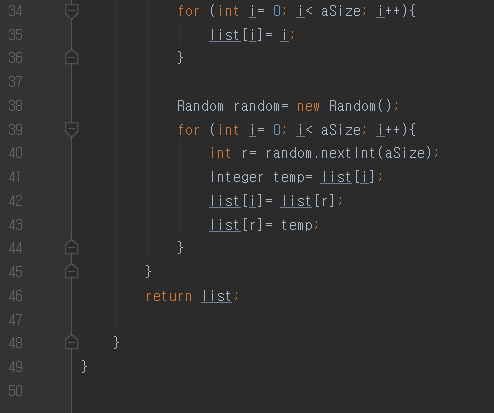 34 for (int i= 0; i< aSize; i++){
35 list[i]= i;
36 }
37
38 Random random= new Random();
39 for (int i= 0; i< aSize; i++){
40 int r= random.nextInt(aSize);
41 Integer temp= list[i];
42 list[i]= list[r];
43 list[r]= temp;
44 }
45 }
46 return list;
47
48 }
49 }
50